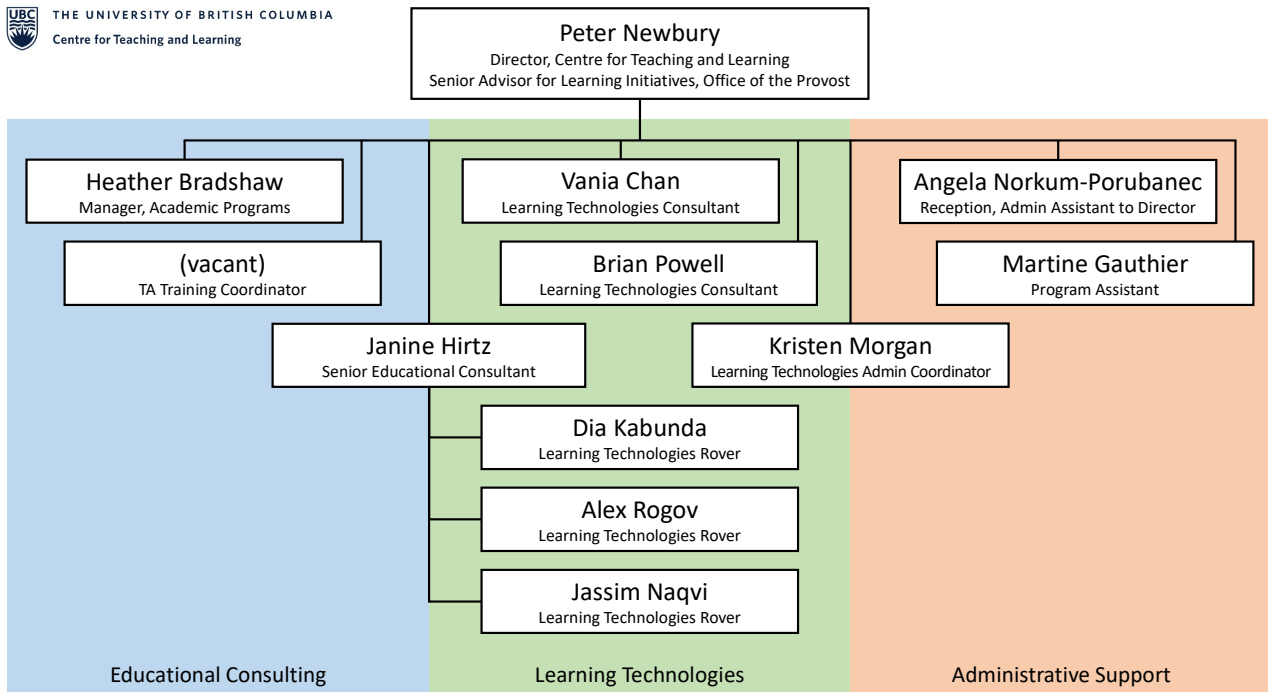 UBC
THE UNIVERSITY OF BRITISH COLUMBIA
Centre for Teaching and Learning
Peter Newbury
Director, Centre for Teaching and Learning
Senior Advisor for Learning Initiatives, Office of the Provost
Heather Bradshaw
Manager, Academic Programs
Vania Chan
Learning Technologies Consultant
Angela Norkum-Porubanec
Reception, Admin Assistant to Director
(vacant)
TA Training Coordinator
Brian Powell
Learning Technologies Consultant
Martine Gauthier
Program Assistant
Janine Hirtz
Senior Educational Consultant
Kristen Morgan
Learning Technologies Admin Coordinator
Dia Kabunda
Learning Technologies Rover
Alex Rogov
Learning Technologies Rover
Jassim Naqvi
Learning Technologies Rover
Educational Consulting
Learning Technologies
Administrative Support